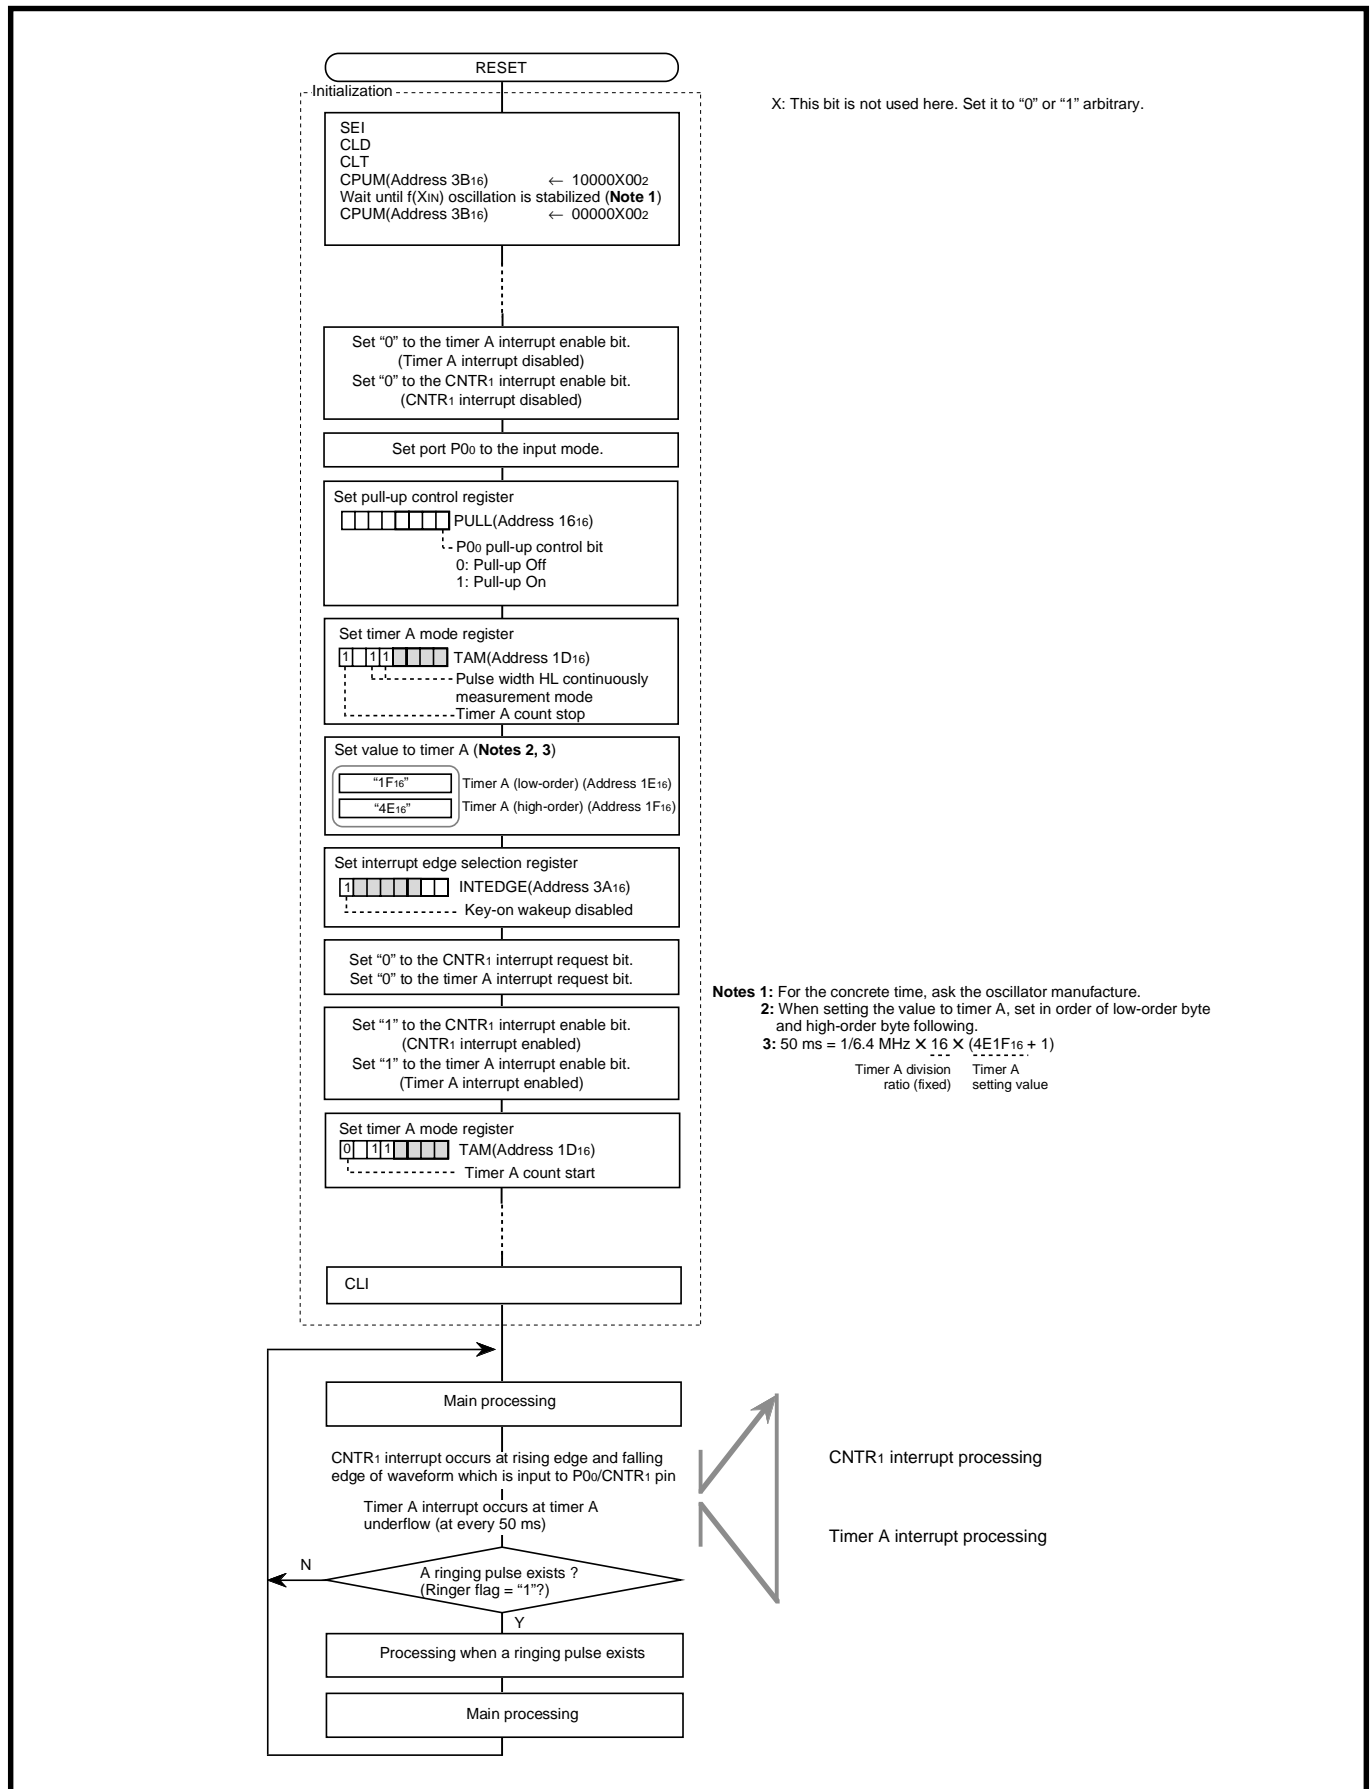 RESET
Initialization
X: This bit is not used here. Set it to “0” or “1” arbitrary.
SEI
CLD
CLT
CPUM(Address 3B16) ← 10000X002
Wait until f(XIN) oscillation is stabilized (Note 1)
CPUM(Address 3B16) ← 00000X002
Set “0” to the timer A interrupt enable bit.
(Timer A interrupt disabled)
Set “0” to the CNTR1 interrupt enable bit.
(CNTR1 interrupt disabled)
Set port P00 to the input mode.
Set pull-up control register
PULL(Address 1616)
P00 pull-up control bit
0: Pull-up Off
1: Pull-up On
Set timer A mode register
1 1 1 TAM(Address 1D16)
Pulse width HL continuously
measurement mode
Timer A count stop
Set value to timer A (Notes 2, 3)
“1F16” Timer A (low-order) (Address 1E16)
“4E16” Timer A (high-order) (Address 1F16)
Set interrupt edge selection register
1 INTEDGE(Address 3A16)
Key-on wakeup disabled
Set “0” to the CNTR1 interrupt request bit.
Set “0” to the timer A interrupt request bit.
Set “1” to the CNTR1 interrupt enable bit.
(CNTR1 interrupt enabled)
Set “1” to the timer A interrupt enable bit.
(Timer A interrupt enabled)
Notes 1: For the concrete time, ask the oscillator manufacture.
2: When setting the value to timer A, set in order of low-order byte
and high-order byte following.
3: 50 ms = 1/6.4 MHz × 16 × (4E1F16 + 1)
Timer A division Timer A
ratio (fixed) setting value
Set timer A mode register
0 1 1 TAM(Address 1D16)
Timer A count start
CLI
Main processing
CNTR1 interrupt occurs at rising edge and falling
edge of waveform which is input to P00/CNTR1 pin
CNTR1 interrupt processing
Timer A interrupt occurs at timer A
underflow (at every 50 ms)
Timer A interrupt processing
N
A ringing pulse exists ?
(Ringer flag = “1”?)
Y
Processing when a ringing pulse exists
Main processing